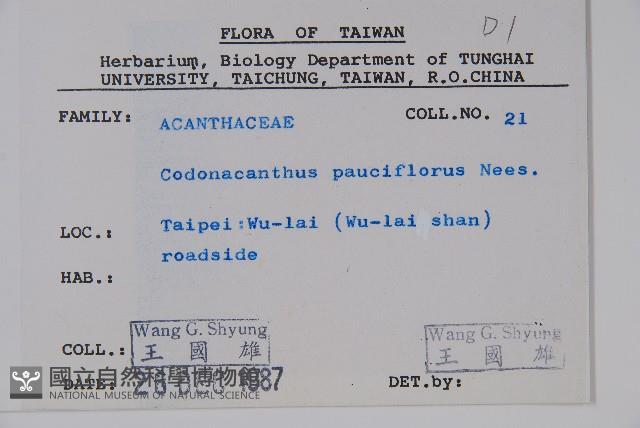 D1
FLORA OF TAIWAN
Herbarium, Biology Department of TUNGHAI
UNIVERSITY, TAICHUNG, TAIWAN, R.O.CHINA
FAMILY: ACANTHACEAE COLL.NO. 21
Codonacanthus pauciflorus Nees.
LOC.: Taipei:Wu-lai (Wu-lai shan)
roadside
HAB.:
Wang G. Shyung Wang G. Shyung
COLL.: 王 國 雄 王 國 雄
DATE: 1987 DET.by:
國立自然科學博物館
NATIONAL MUSEUM OF NATURAL SCIENCE